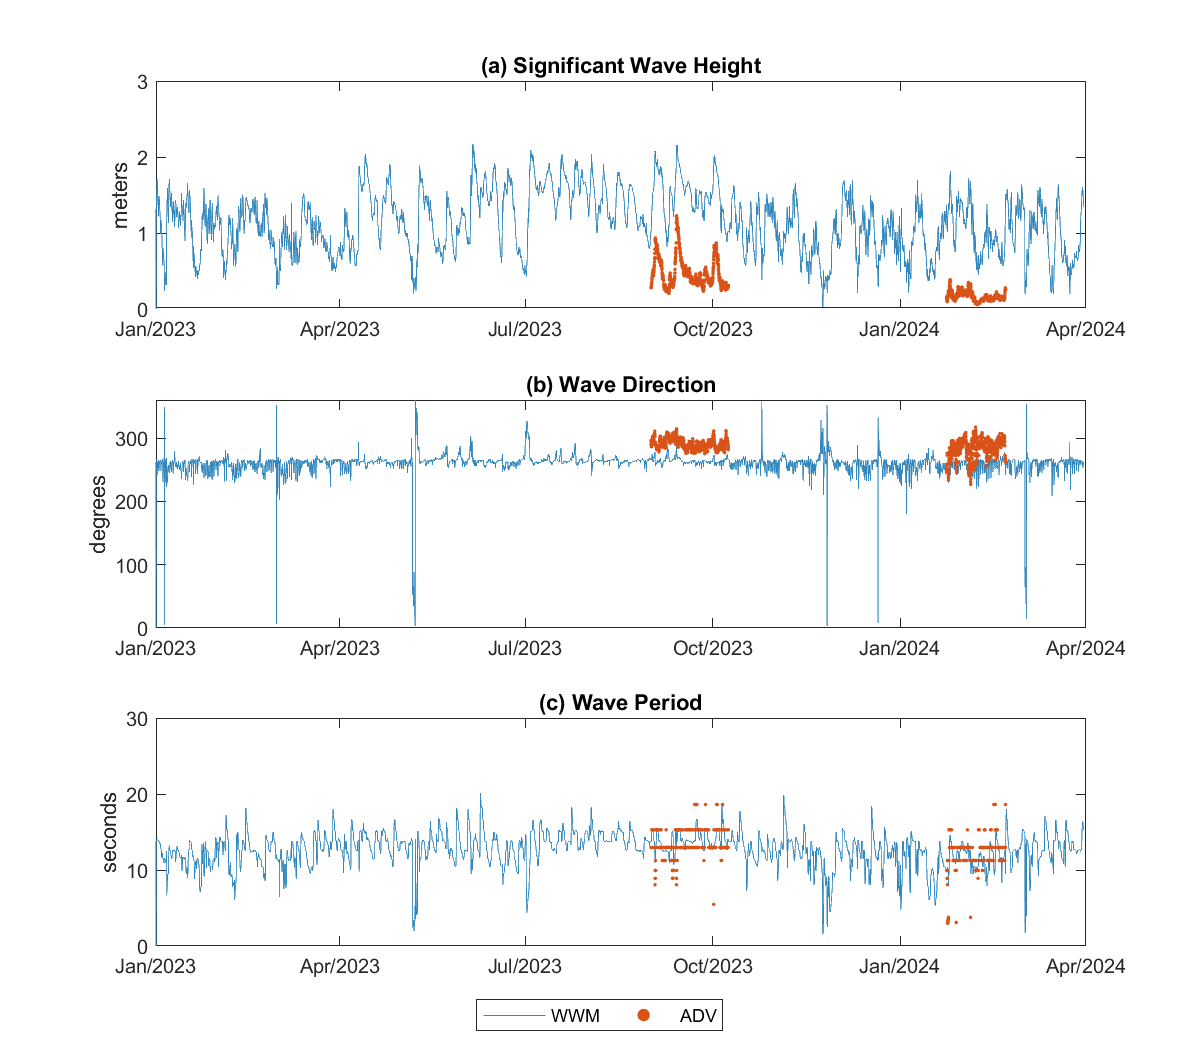 (a) Significant Wave Height
3
2
1
0
meters
Jan/2023 Apr/2023 Jul/2023 Oct/2023 Jan/2024 Apr/2024
(b) Wave Direction
300
200
100
0
degrees
Jan/2023 Apr/2023 Jul/2023 Oct/2023 Jan/2024 Apr/2024
(c) Wave Period
30
20
10
0
seconds
Jan/2023 Apr/2023 Jul/2023 Oct/2023 Jan/2024 Apr/2024
WWM ADV